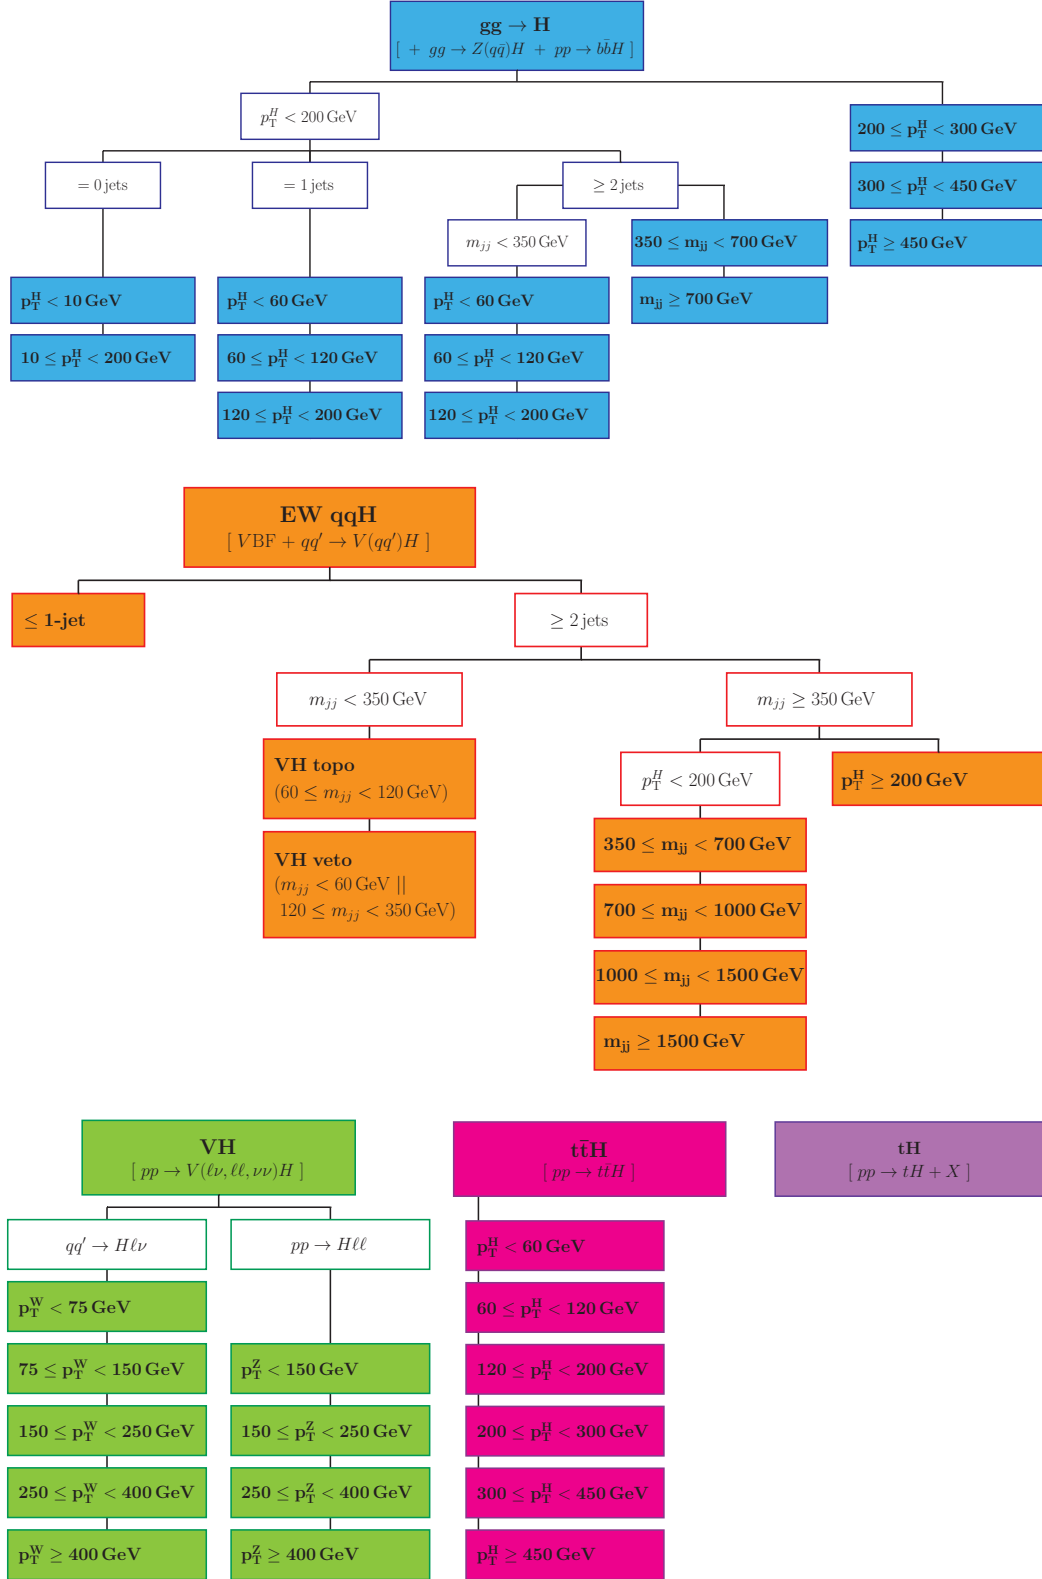 gg → H
[ + gg → Z(qq̄)H + pp → bb̄H ]
p_T^H < 200 GeV
200 ≤ p_T^H < 300 GeV
= 0 jets
= 1 jets
≥ 2 jets
300 ≤ p_T^H < 450 GeV
m_jj < 350 GeV
350 ≤ m_jj < 700 GeV
p_T^H ≥ 450 GeV
p_T^H < 10 GeV
p_T^H < 60 GeV
p_T^H < 60 GeV
m_jj ≥ 700 GeV
10 ≤ p_T^H < 200 GeV
60 ≤ p_T^H < 120 GeV
60 ≤ p_T^H < 120 GeV
120 ≤ p_T^H < 200 GeV
120 ≤ p_T^H < 200 GeV
EW qqH
[ VBF + qq′ → V(qq′)H ]
≤ 1-jet
≥ 2 jets
m_jj < 350 GeV
m_jj ≥ 350 GeV
VH topo
(60 ≤ m_jj < 120 GeV)
p_T^H < 200 GeV
p_T^H ≥ 200 GeV
VH veto
(m_jj < 60 GeV ||
120 ≤ m_jj < 350 GeV)
350 ≤ m_jj < 700 GeV
700 ≤ m_jj < 1000 GeV
1000 ≤ m_jj < 1500 GeV
m_jj ≥ 1500 GeV
VH
[ pp → V(ℓν, ℓℓ, νν)H ]
qq′ → Hℓν
pp → Hℓℓ
p_T^W < 75 GeV
75 ≤ p_T^W < 150 GeV
150 ≤ p_T^W < 250 GeV
250 ≤ p_T^W < 400 GeV
p_T^W ≥ 400 GeV
p_T^Z < 150 GeV
150 ≤ p_T^Z < 250 GeV
250 ≤ p_T^Z < 400 GeV
p_T^Z ≥ 400 GeV
tt̄H
[ pp → tt̄H ]
p_T^H < 60 GeV
60 ≤ p_T^H < 120 GeV
120 ≤ p_T^H < 200 GeV
200 ≤ p_T^H < 300 GeV
300 ≤ p_T^H < 450 GeV
p_T^H ≥ 450 GeV
tH
[ pp → tH + X ]